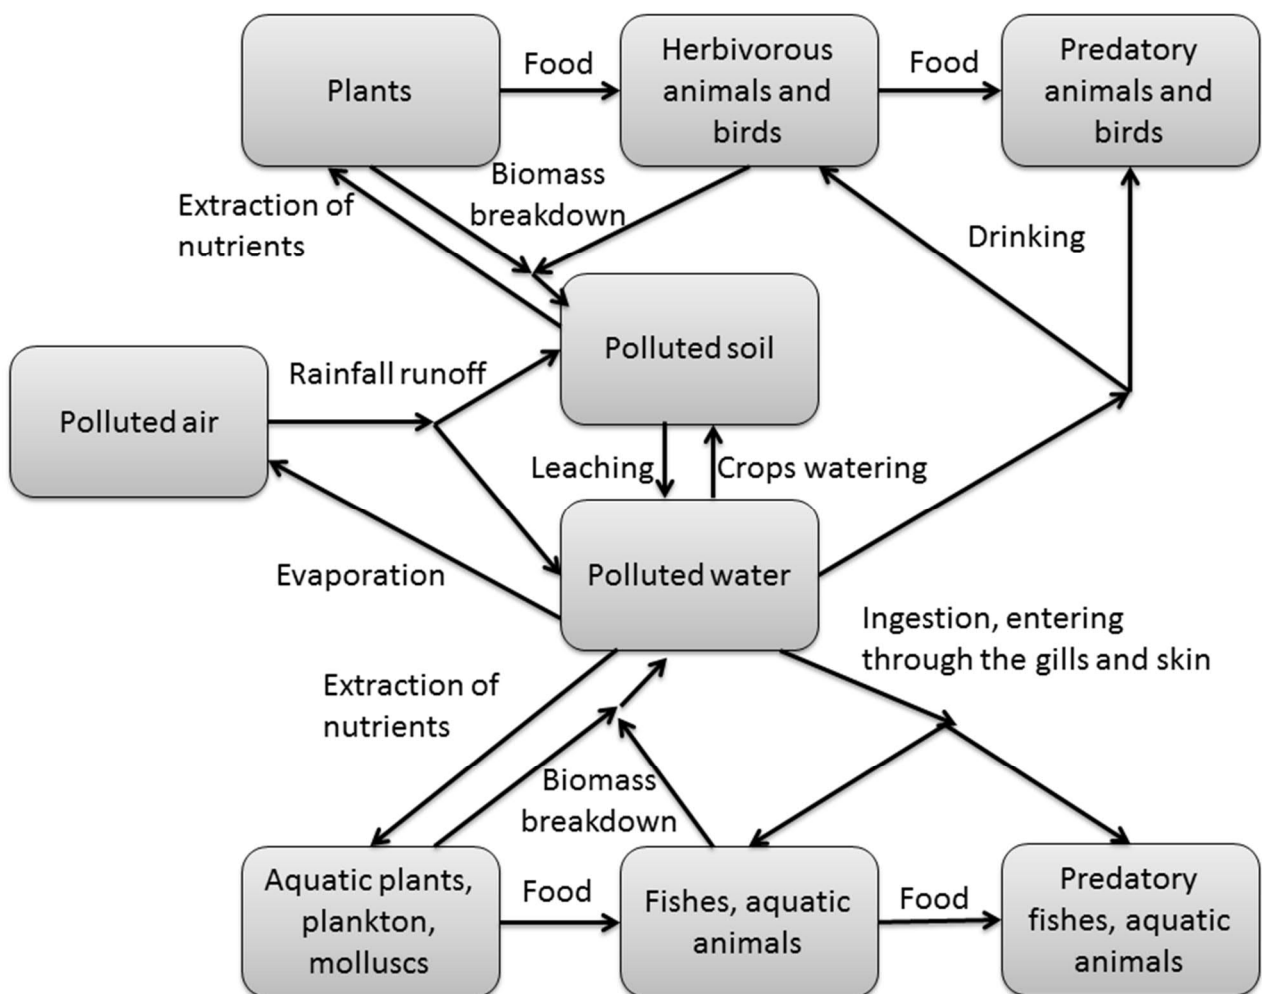 Plants
Food
Herbivorous
animals and
birds
Food
Predatory
animals and
birds
Extraction of
nutrients
Biomass
breakdown
Drinking
Polluted soil
Rainfall runoff
Polluted air
Leaching
Crops watering
Evaporation
Polluted water
Ingestion, entering
through the gills and skin
Extraction of
nutrients
Biomass
breakdown
Aquatic plants,
plankton,
molluscs
Food
Fishes, aquatic
animals
Food
Predatory
fishes, aquatic
animals